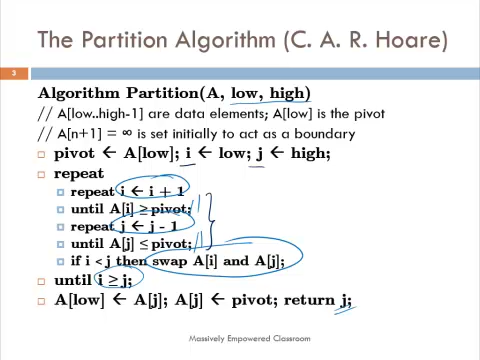 The Partition Algorithm (C. A. R. Hoare)
3
Algorithm Partition(A, low, high)
// A[low..high-1] are data elements; A[low] is the pivot
// A[n+1] = ∞ is set initially to act as a boundary
pivot ← A[low]; i ← low; j ← high;
repeat
repeat i ← i + 1
until A[i] ≥ pivot;
repeat j ← j - 1
until A[j] ≤ pivot;
if i < j then swap A[i] and A[j];
until i ≥ j;
A[low] ← A[j]; A[j] ← pivot; return j;
Massively Empowered Classroom